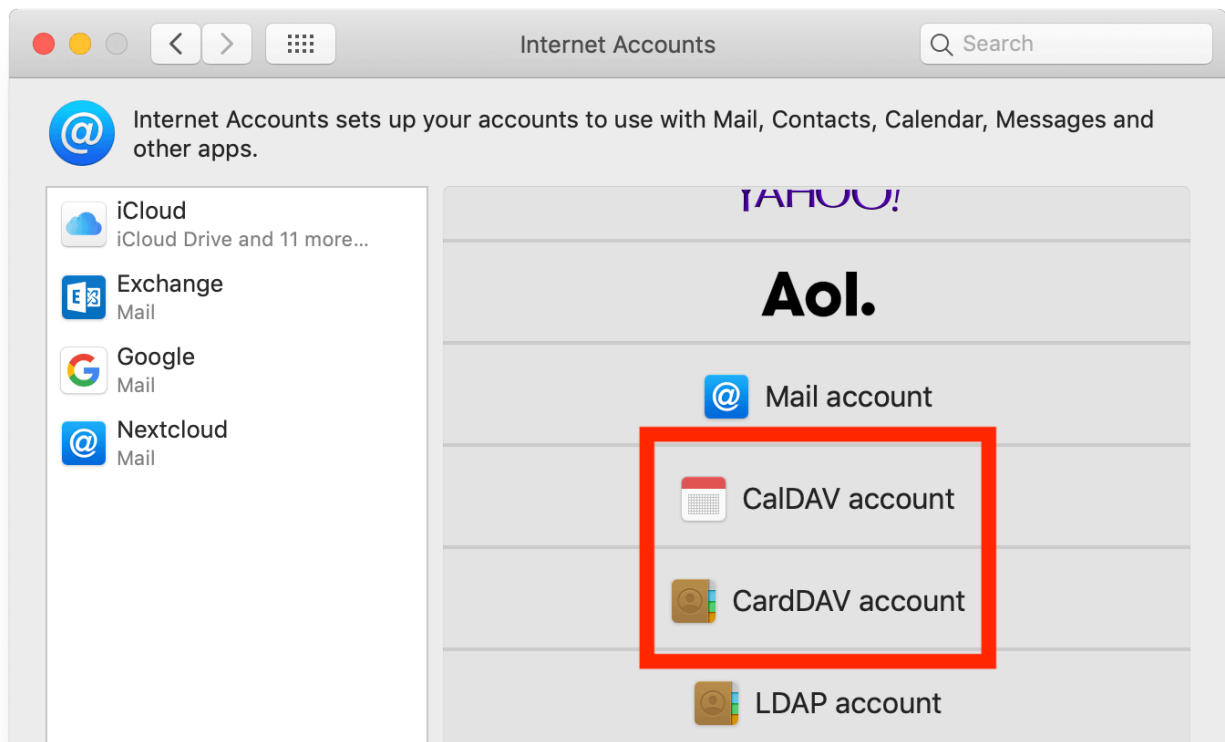 Internet Accounts
Search
Internet Accounts sets up your accounts to use with Mail, Contacts, Calendar, Messages and
other apps.
iCloud
iCloud Drive and 11 more...
Exchange
Mail
Google
Mail
Nextcloud
Mail
YAHOO!
Aol.
Mail account
CalDAV account
CardDAV account
LDAP account